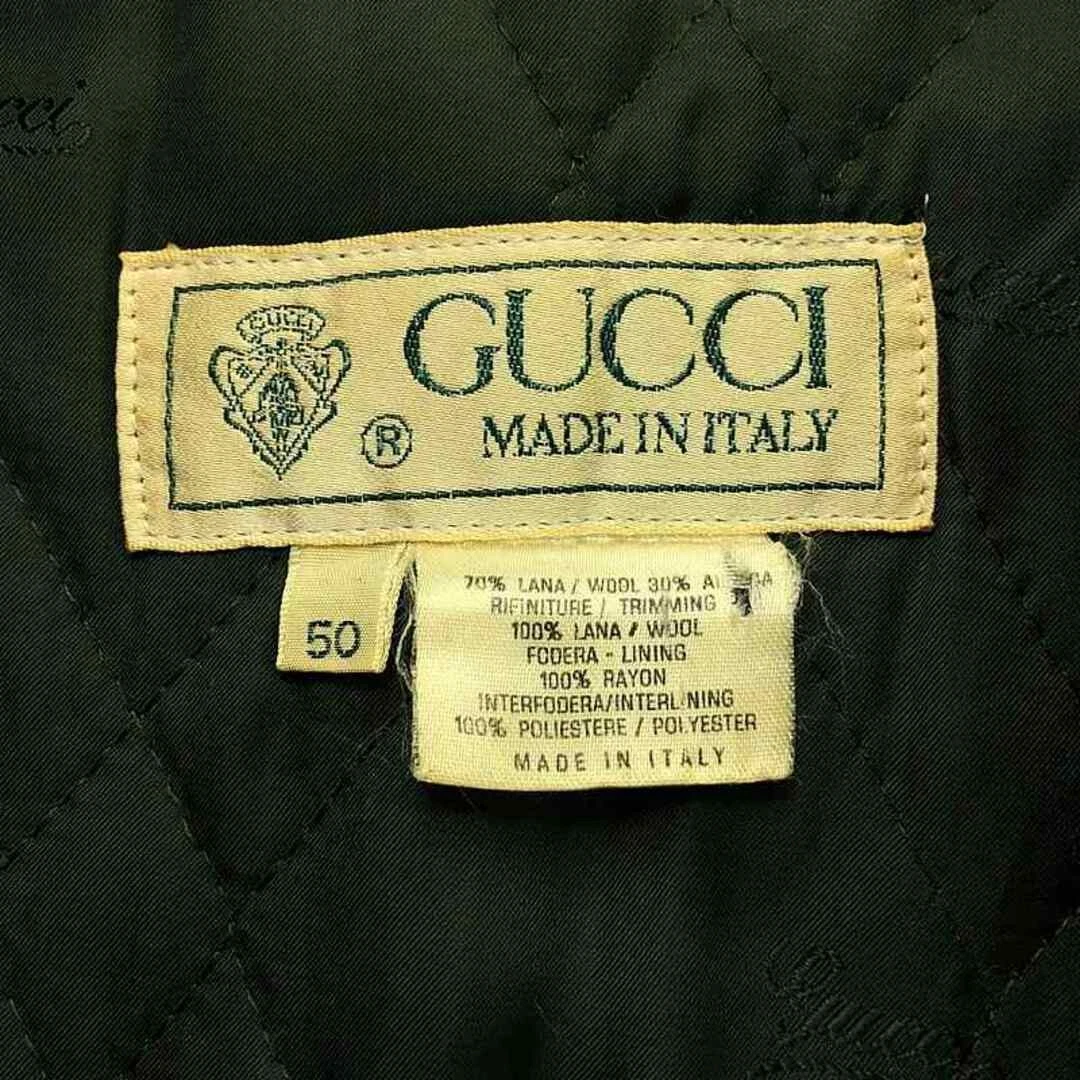 GUCCI
GUCCI
®
MADE IN ITALY
50
70% LANA / WOOL 30%
RIFINITURE / TRIMMING
100% LANA / WOOL
FODERA - LINING
100% RAYON
INTERFODERA/INTERLINING
100% POLIESTERE / POLYESTER
MADE IN ITALY